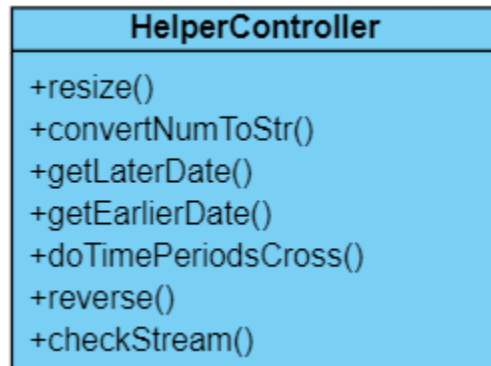 HelperController
+resize()
+convertNumToStr()
+getLaterDate()
+getEarlierDate()
+doTimePeriodsCross()
+reverse()
+checkStream()